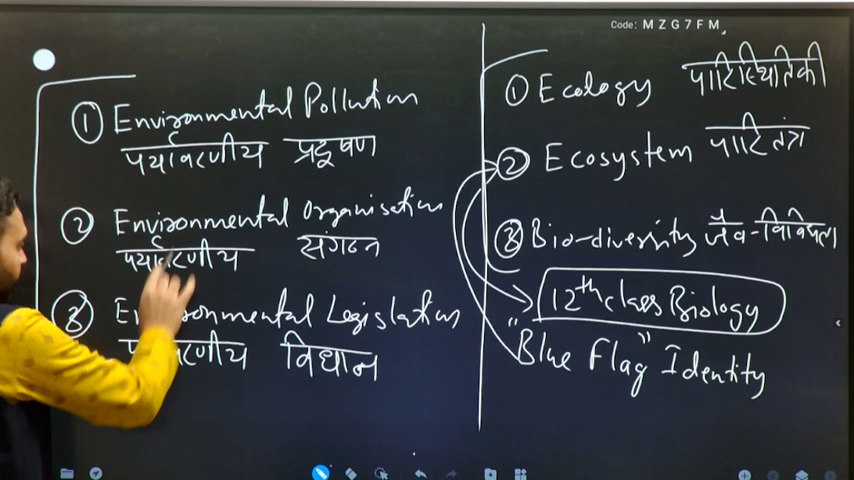 Code: M Z G 7 F M
① Environmental Pollution
पर्यावरणीय प्रदूषण
② Environmental Organisation
पर्यावरणीय संगठन
③ Environmental Legislation
विधान
① Ecology पारिस्थितिकी
② Ecosystem पारितंत्र
③ Bio-diversity जैव-विविधता
12th class Biology
"Blue Flag" Identity